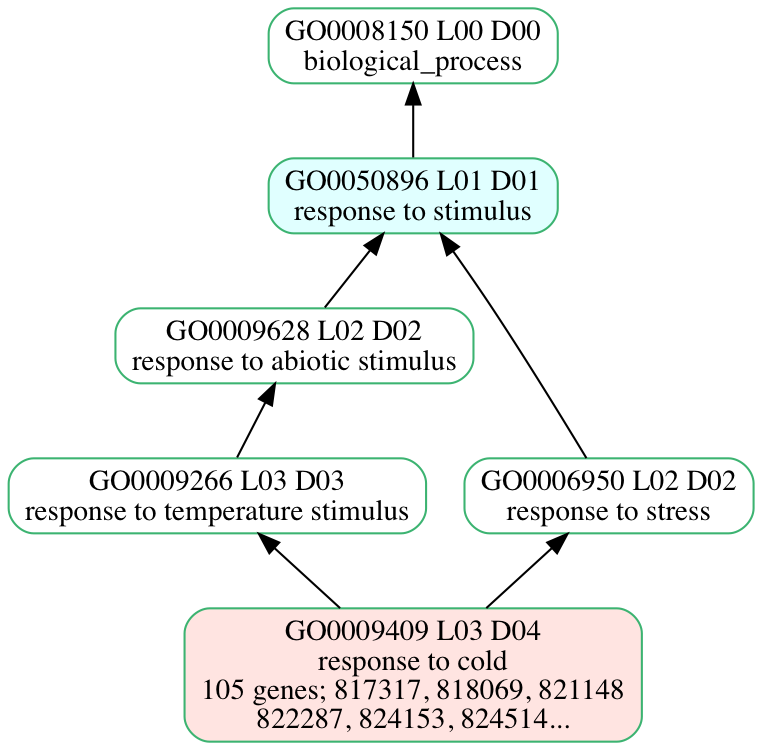 GO0008150 L00 D00
biological_process
GO0050896 L01 D01
response to stimulus
GO0009628 L02 D02
response to abiotic stimulus
GO0009266 L03 D03
response to temperature stimulus
GO0006950 L02 D02
response to stress
GO0009409 L03 D04
response to cold
105 genes; 817317, 818069, 821148
822287, 824153, 824514...